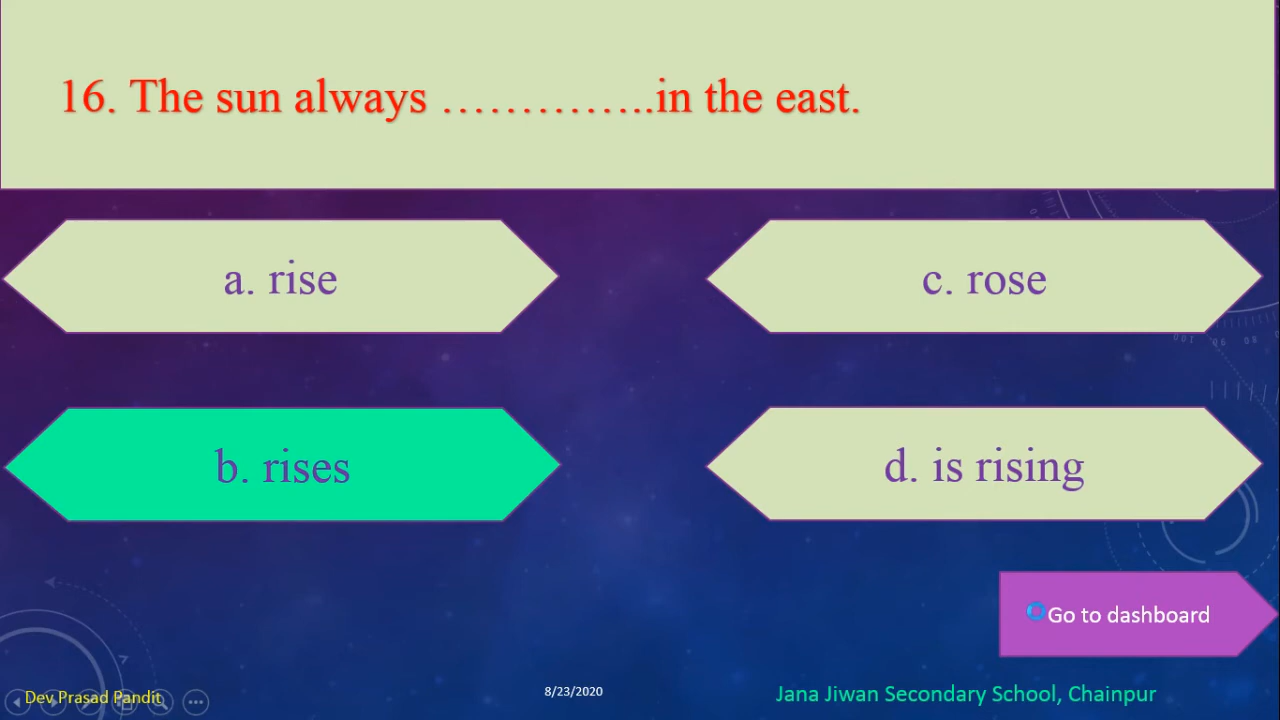 16. The sun always …………..in the east.
a. rise
c. rose
b. rises
d. is rising
Go to dashboard
Dev Prasad Pandit
8/23/2020
Jana Jiwan Secondary School, Chainpur